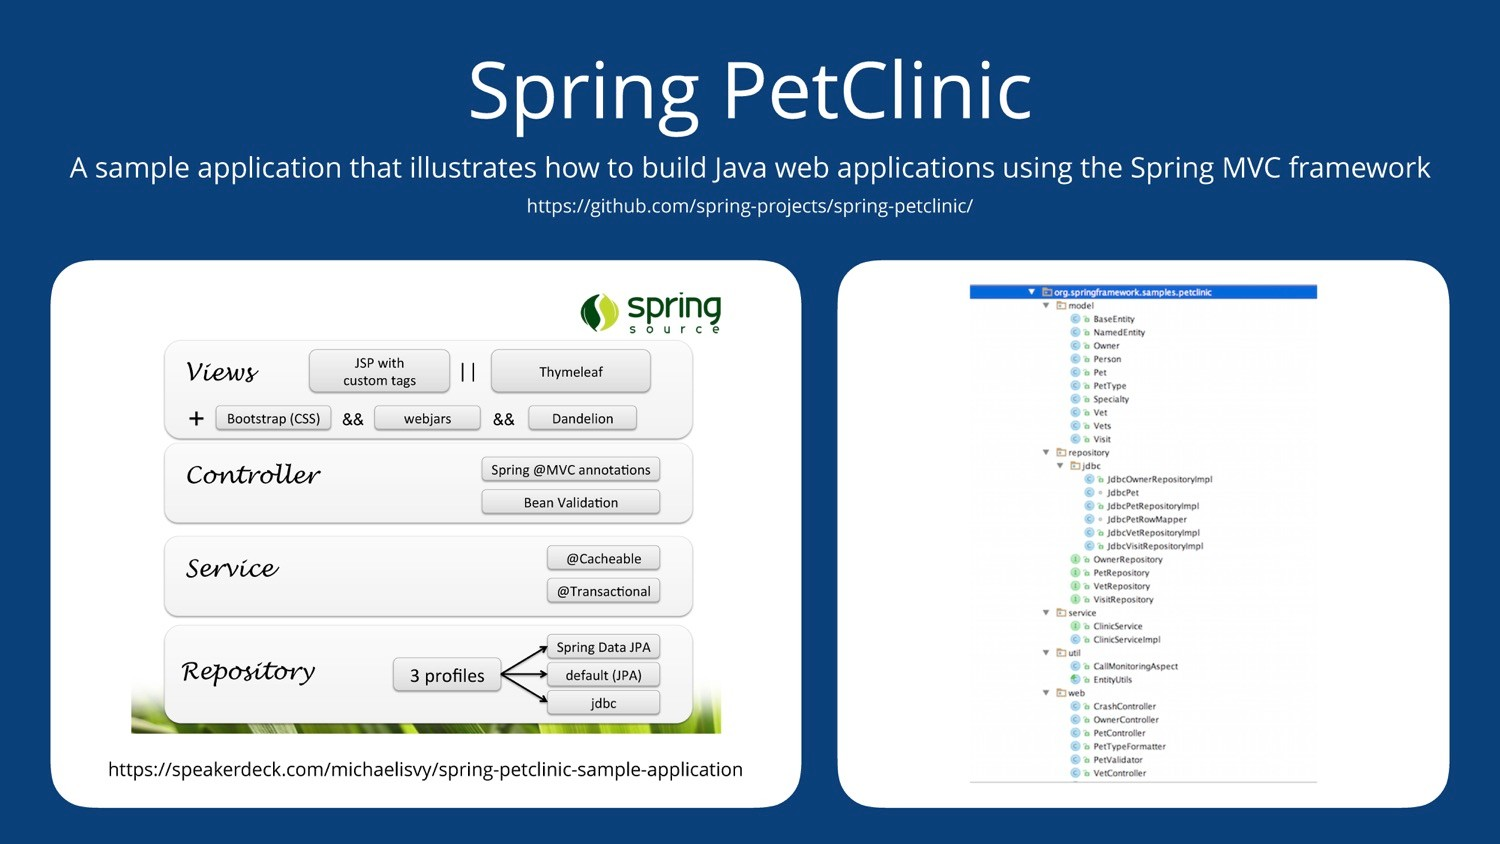 Spring PetClinic
A sample application that illustrates how to build Java web applications using the Spring MVC framework
https://github.com/spring-projects/spring-petclinic/
spring
source
Views
JSP with
custom tags
||
Thymeleaf
+ Bootstrap (CSS) && webjars && Dandelion
Controller
Spring @MVC annotations
Bean Validation
Service
@Cacheable
@Transactional
Repository
3 profiles
Spring Data JPA
default (JPA)
jdbc
https://speakerdeck.com/michaelisvy/spring-petclinic-sample-application
org.springframework.samples.petclinic
model
BaseEntity
NamedEntity
Owner
Person
Pet
PetType
Specialty
Vet
Vets
Visit
repository
jdbc
JdbcOwnerRepositoryImpl
JdbcPet
JdbcPetRepositoryImpl
JdbcPetRowMapper
JdbcVetRepositoryImpl
JdbcVisitRepositoryImpl
OwnerRepository
PetRepository
VetRepository
VisitRepository
service
ClinicService
ClinicServiceImpl
util
CallMonitoringAspect
EntityUtils
web
CrashController
OwnerController
PetController
PetTypeFormatter
PetValidator
VetController